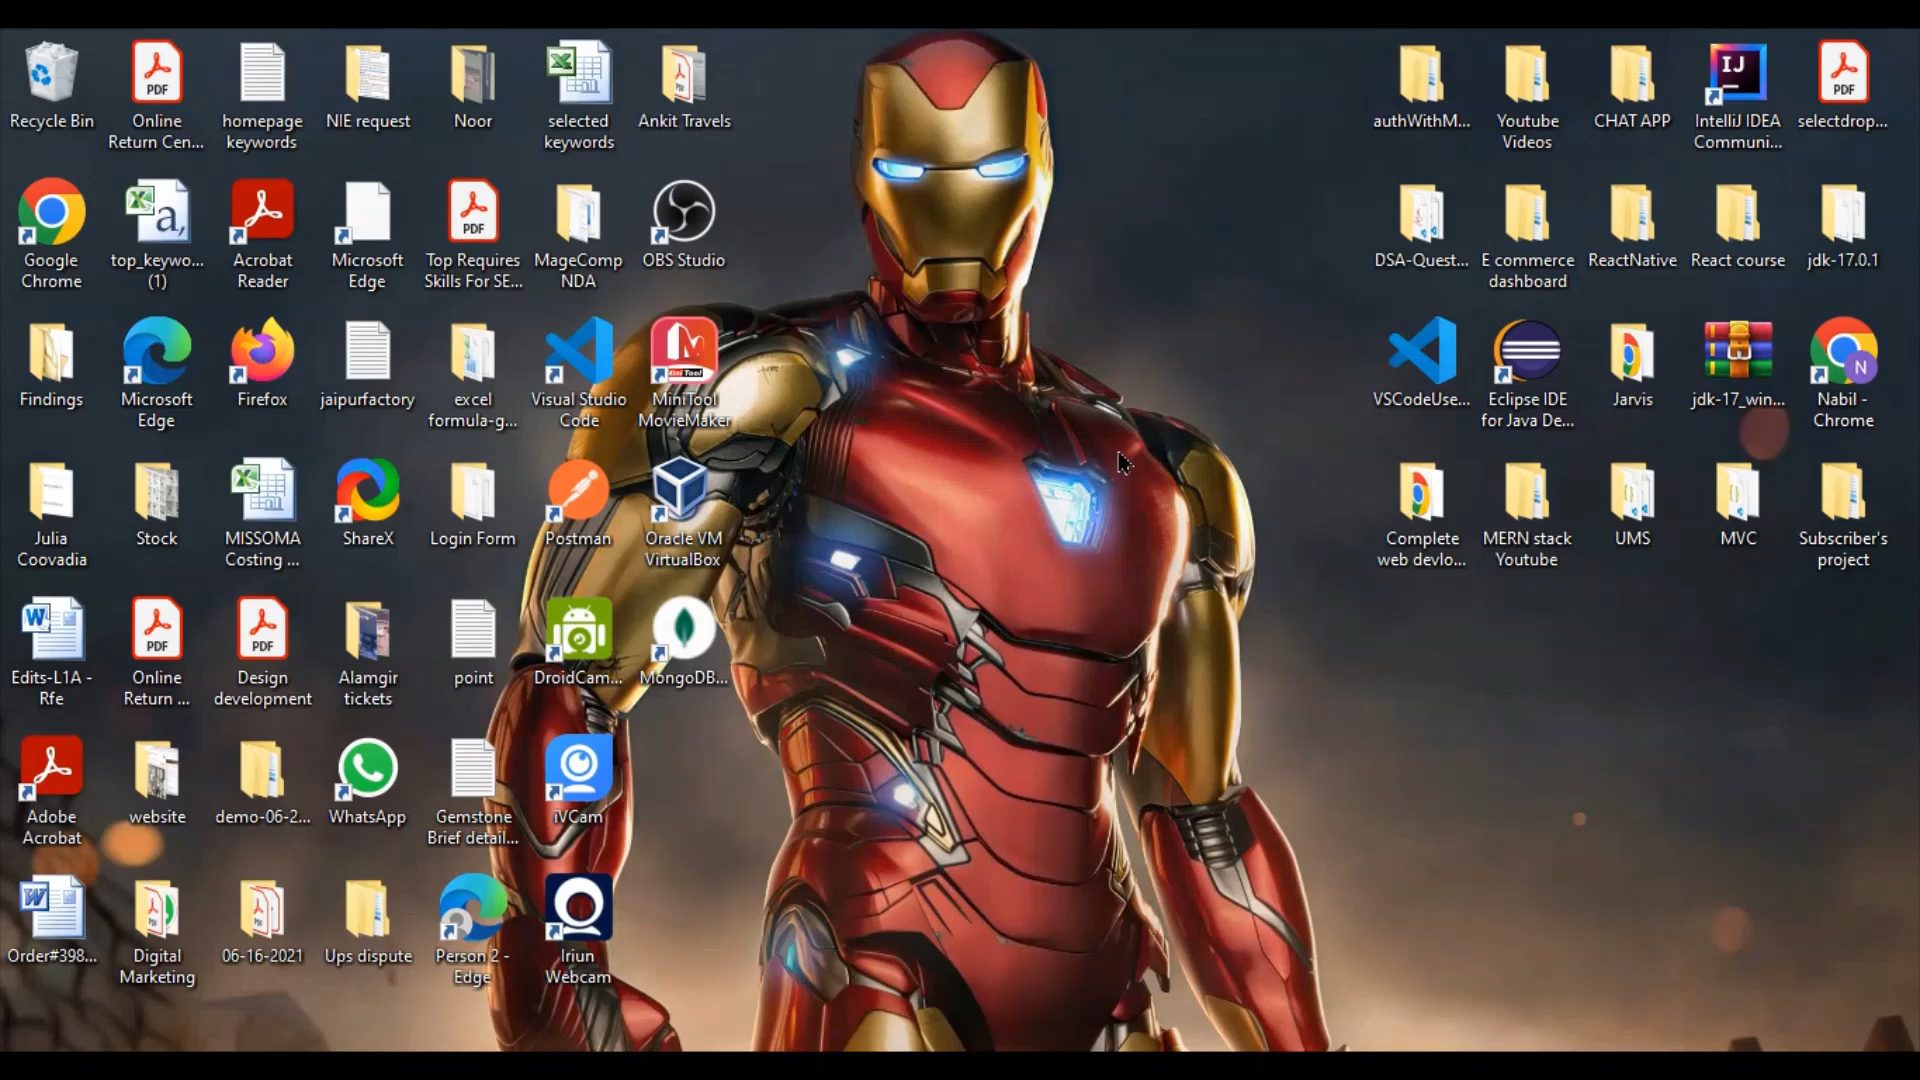 Recycle Bin
Online
Return Cen...
homepage
keywords
NIE request
Noor
selected
keywords
Ankit Travels
authWithM...
Youtube
Videos
CHAT APP
IntelliJ IDEA
Communi...
selectdrop...
Google
Chrome
top_keywo...
(1)
Acrobat
Reader
Microsoft
Edge
Top Requires
Skills For SE...
MageComp
NDA
OBS Studio
DSA-Quest...
E commerce
dashboard
ReactNative
React course
jdk-17.0.1
Findings
Microsoft
Edge
Firefox
jaipurfactory
excel
formula-g...
Visual Studio
Code
MiniTool
MovieMaker
VSCodeUse...
Eclipse IDE
for Java De...
Jarvis
jdk-17_win...
Nabil -
Chrome
Julia
Coovadia
Stock
MISSOMA
Costing ...
ShareX
Login Form
Postman
Oracle VM
VirtualBox
Complete
web devlo...
MERN stack
Youtube
UMS
MVC
Subscriber's
project
Edits-L1A -
Rfe
Online
Return ...
Design
development
Alamgir
tickets
point
DroidCam...
MongoDB...
Adobe
Acrobat
website
demo-06-2...
WhatsApp
Gemstone
Brief detail...
iVCam
Order#398...
Digital
Marketing
06-16-2021
Ups dispute
Person 2 -
Edge
Iriun
Webcam